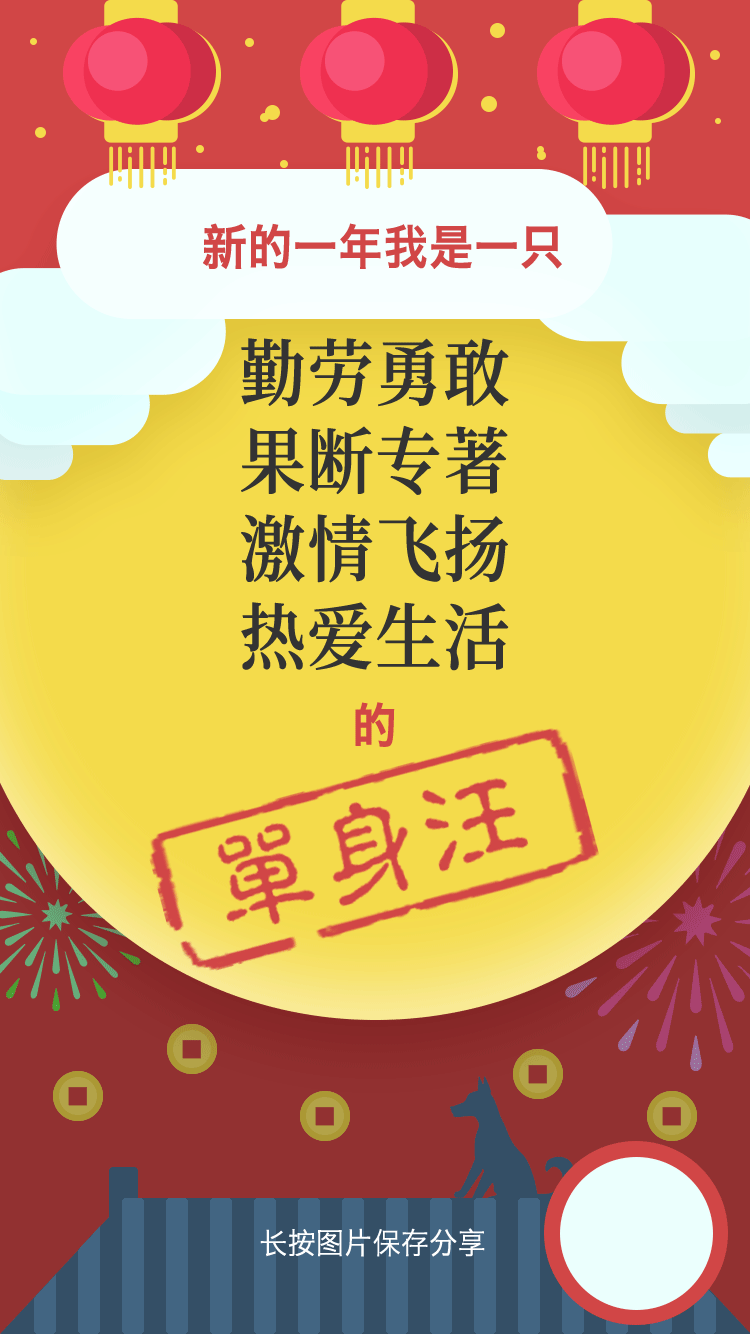 新的一年我是一只
勤劳勇敢
果断专著
激情飞扬
热爱生活
的
單身汪
长按图片保存分享